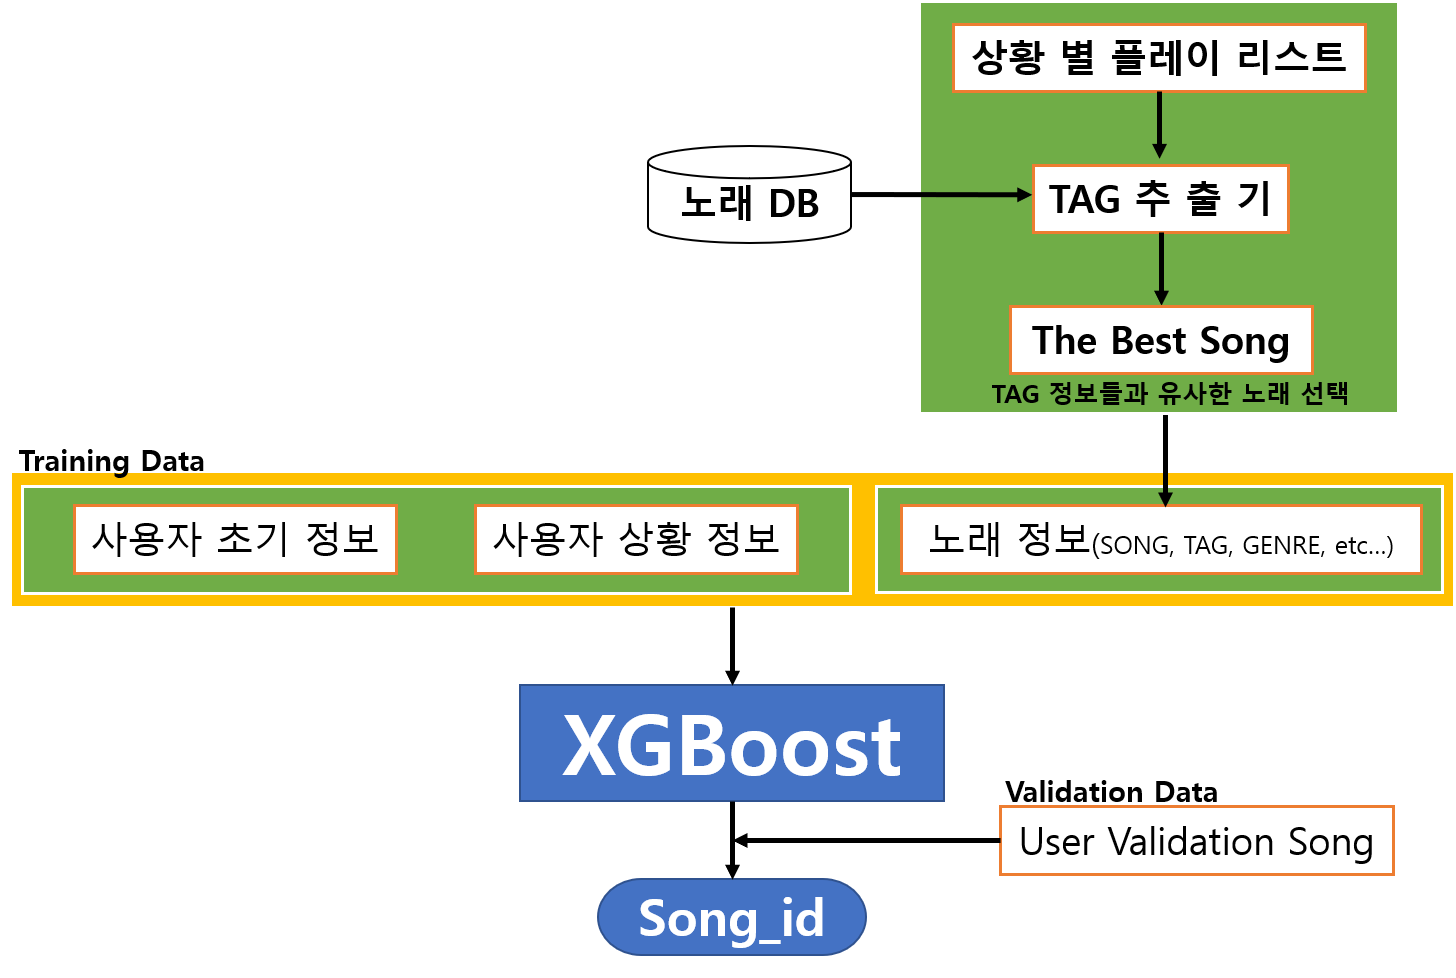 상황 별 플레이 리스트
노래 DB
TAG 추 출 기
The Best Song
TAG 정보들과 유사한 노래 선택
Training Data
사용자 초기 정보
사용자 상황 정보
노래 정보(SONG, TAG, GENRE, etc...)
XGBoost
Validation Data
User Validation Song
Song_id